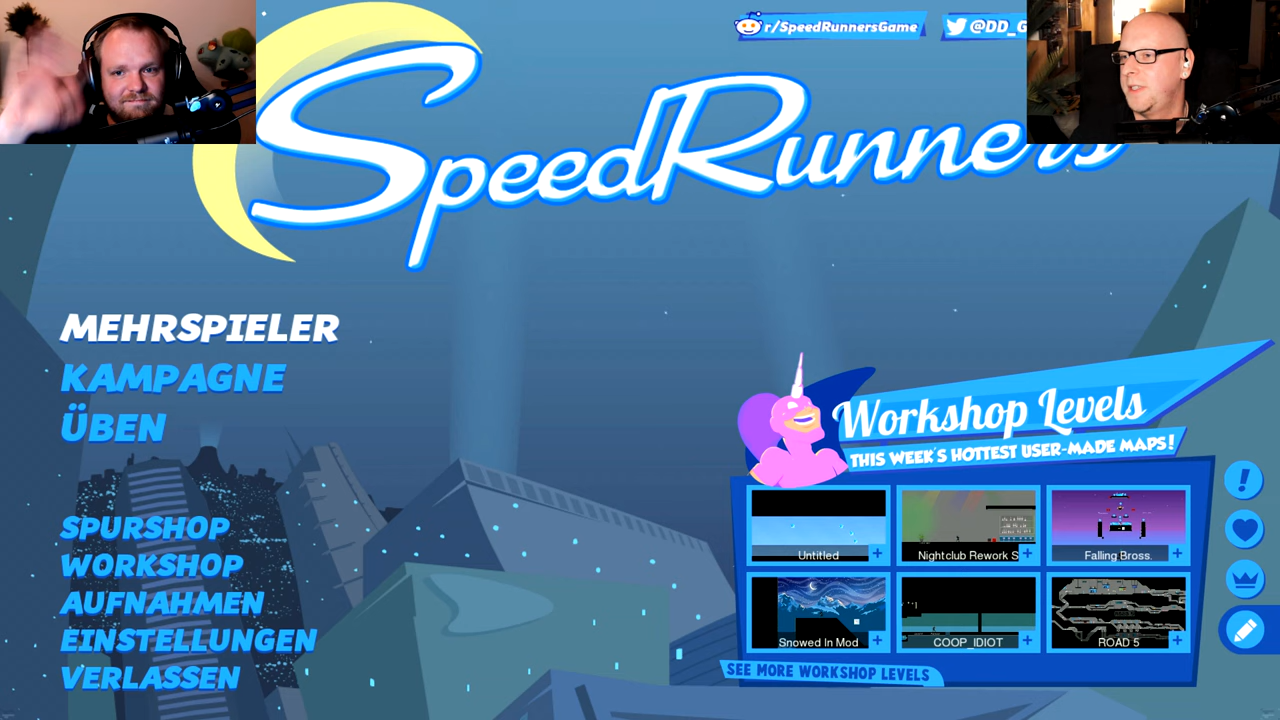 r/SpeedRunnersGame
@DD_G
SpeedRunners
MEHRSPIELER
KAMPAGNE
ÜBEN
SPURSHOP
WORKSHOP
AUFNAHMEN
EINSTELLUNGEN
VERLASSEN
Workshop Levels
THIS WEEK'S HOTTEST USER-MADE MAPS!
Untitled
Nightclub Rework S
Falling Bross.
Snowed In Mod
COOP_IDIOT
ROAD 5
SEE MORE WORKSHOP LEVELS